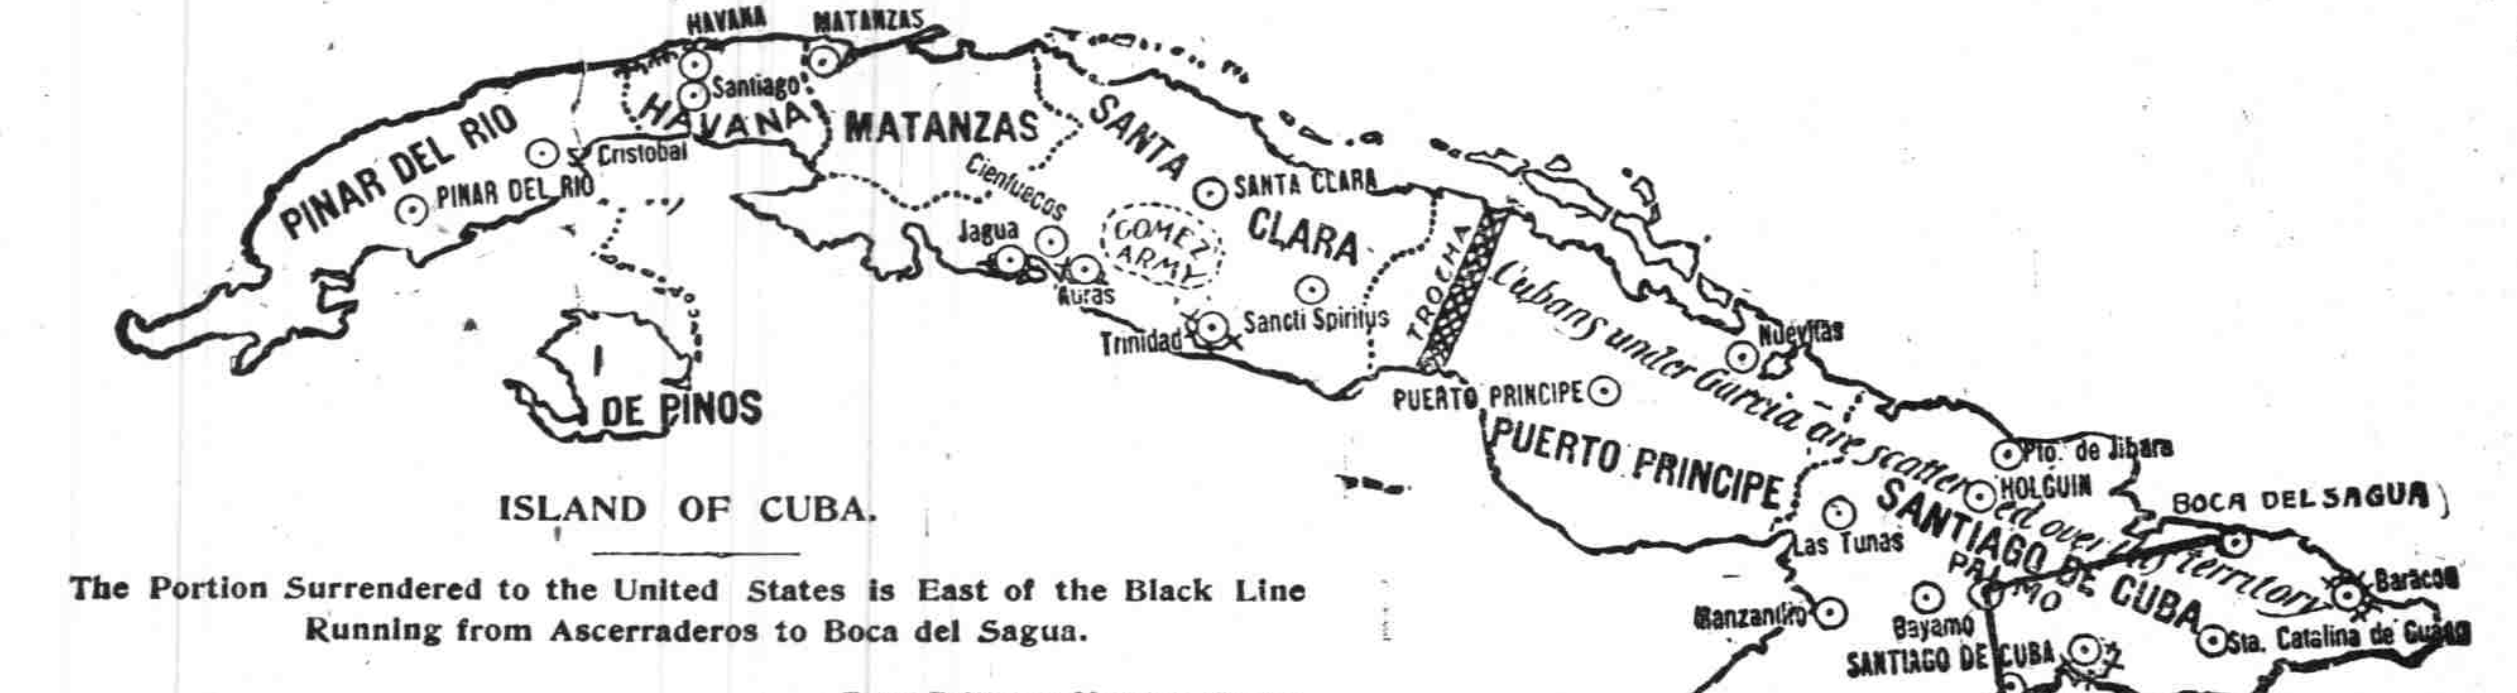 HAVANA
MATANZAS
Santiago
HAVANA
MATANZAS
PINAR DEL RIO
S. Cristobal
PINAR DEL RIO
SANTA
CLARA
SANTA CLARA
Cienfuecos
Jagua
Auras
GOMEZ
ARMY
TROCHA
Trinidad
Sancti Spiritus
I
DE PINOS
Cubans under Garcia are scattered over this territory
Nuevitas
PUERTO PRINCIPE
PUERTO PRINCIPE
Pto. de Jibara
HOLGUIN
BOCA DEL SAGUA
SANTIAGO DE CUBA
Las Tunas
PALMO
Baracoa
Manzanillo
Bayamo
Sta. Catalina de
SANTIAGO DE CUBA
ISLAND OF CUBA.
The Portion Surrendered to the United States is East of the Black Line
Running from Ascerraderos to Boca del Sagua.